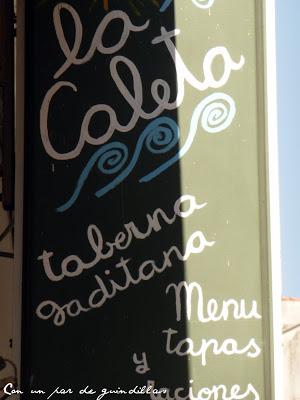 la
Caleta
taberna
gaditana
Menu
tapas
y
Con un par de guindillas